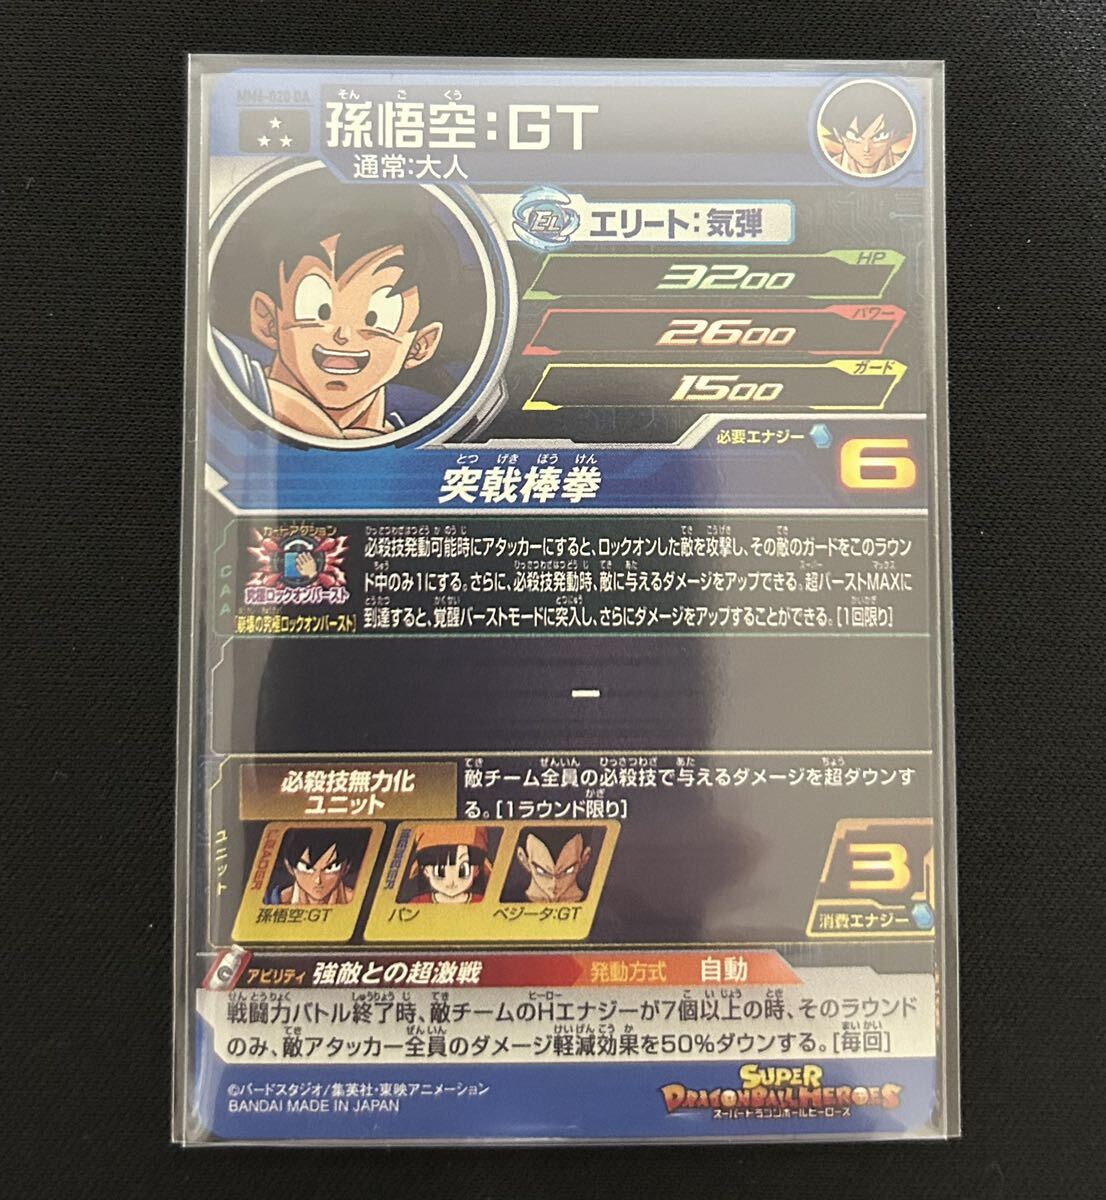 MM4-020 DA
孫悟空:GT
そん ご くう
通常:大人
EL エリート:気弾
HP
3200
パワー
2600
ガード
1500
必要エナジー
6
とつ げき ぼう けん
突戟棒拳
CAA
カードアクション
究極ロックオンバースト
[破壊の究極ロックオンバースト]
必殺技発動可能時にアタッカーにすると、ロックオンした敵を攻撃し、その敵のガードをこのラウン
ド中のみ1にする。さらに、必殺技発動時、敵に与えるダメージをアップできる。超バーストMAXに
到達すると、覚醒バーストモードに突入し、さらにダメージをアップすることができる。[1回限り]
ー
ユニット
必殺技無力化
ユニット
敵チーム全員の必殺技で与えるダメージを超ダウンす
る。[1ラウンド限り]
LEADER
孫悟空:GT
MEMBER
パン
ベジータ:GT
3
消費エナジー
アビリティ 強敵との超激戦
発動方式 自動
戦闘力バトル終了時、敵チームのHエナジーが7個以上の時、そのラウンド
のみ、敵アタッカー全員のダメージ軽減効果を50%ダウンする。[毎回]
©バードスタジオ/集英社・東映アニメーション
BANDAI MADE IN JAPAN
SUPER
DRAGONBALL HEROES
スーパードラゴンボールヒーローズ